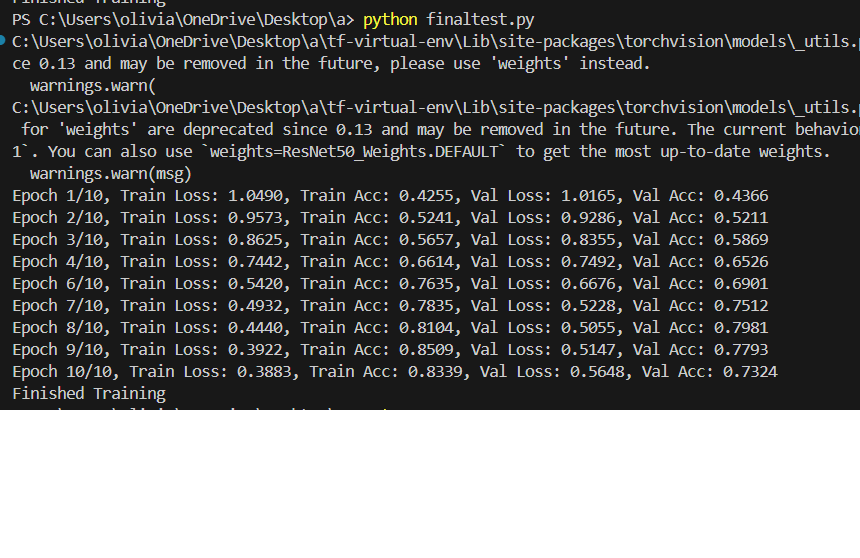 Finished Training
PS C:\Users\olivia\OneDrive\Desktop\a> python finaltest.py
C:\Users\olivia\OneDrive\Desktop\a\tf-virtual-env\Lib\site-packages\torchvision\models\_utils.p
ce 0.13 and may be removed in the future, please use 'weights' instead.
  warnings.warn(
C:\Users\olivia\OneDrive\Desktop\a\tf-virtual-env\Lib\site-packages\torchvision\models\_utils.p
 for 'weights' are deprecated since 0.13 and may be removed in the future. The current behavio
1`. You can also use `weights=ResNet50_Weights.DEFAULT` to get the most up-to-date weights.
  warnings.warn(msg)
Epoch 1/10, Train Loss: 1.0490, Train Acc: 0.4255, Val Loss: 1.0165, Val Acc: 0.4366
Epoch 2/10, Train Loss: 0.9573, Train Acc: 0.5241, Val Loss: 0.9286, Val Acc: 0.5211
Epoch 3/10, Train Loss: 0.8625, Train Acc: 0.5657, Val Loss: 0.8355, Val Acc: 0.5869
Epoch 4/10, Train Loss: 0.7442, Train Acc: 0.6614, Val Loss: 0.7492, Val Acc: 0.6526
Epoch 6/10, Train Loss: 0.5420, Train Acc: 0.7635, Val Loss: 0.6676, Val Acc: 0.6901
Epoch 7/10, Train Loss: 0.4932, Train Acc: 0.7835, Val Loss: 0.5228, Val Acc: 0.7512
Epoch 8/10, Train Loss: 0.4440, Train Acc: 0.8104, Val Loss: 0.5055, Val Acc: 0.7981
Epoch 9/10, Train Loss: 0.3922, Train Acc: 0.8509, Val Loss: 0.5147, Val Acc: 0.7793
Epoch 10/10, Train Loss: 0.3883, Train Acc: 0.8339, Val Loss: 0.5648, Val Acc: 0.7324
Finished Training